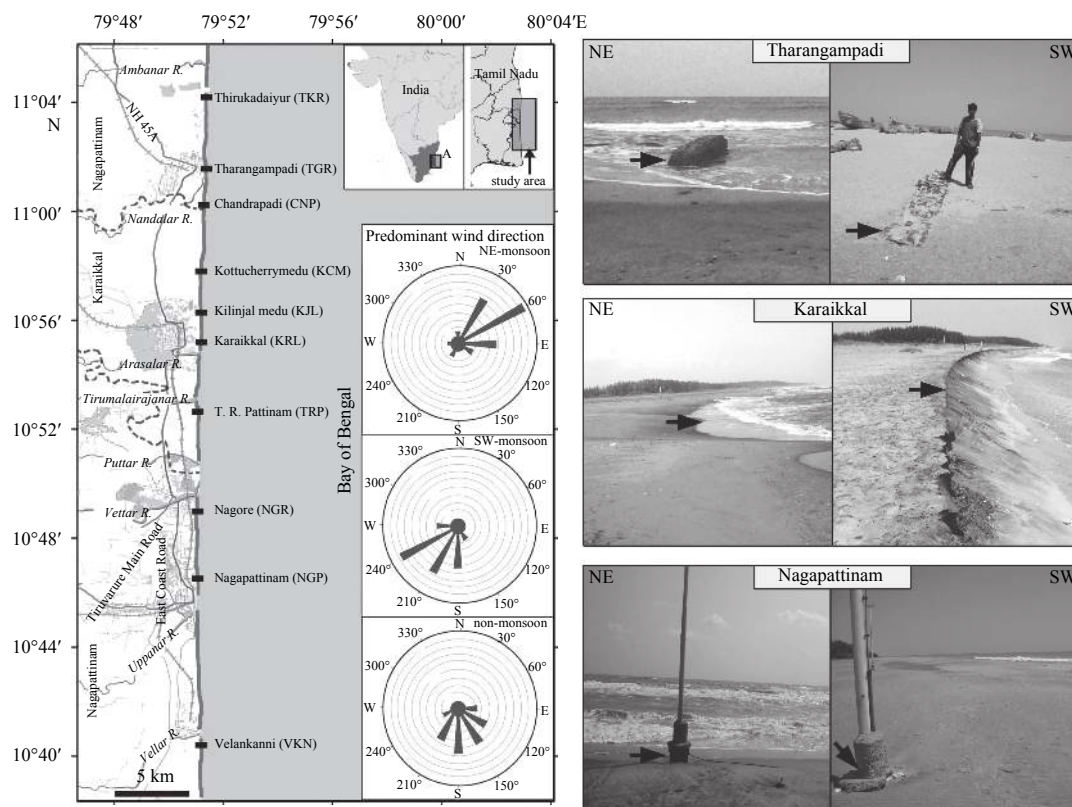 79°48′
79°52′
79°56′
80°00′
80°04′E
11°04′
N
11°00′
10°56′
10°52′
10°48′
10°44′
10°40′
Ambanar R.
NH 45A
Nagapattinam
Nandalar R.
Karaikkal
Arasalar R.
Tirumalairajanar R.
Puttar R.
Vettar R.
Tiruvarure Main Road
East Coast Road
Uppanar R.
Nagapattinam
Vellar R.
5 km
Thirukadaiyur (TKR)
Tharangampadi (TGR)
Chandrapadi (CNP)
Kottucherrymedu (KCM)
Kilinjal medu (KJL)
Karaikkal (KRL)
T. R. Pattinam (TRP)
Nagore (NGR)
Nagapattinam (NGP)
Velankanni (VKN)
Bay of Bengal
India
A
Tamil Nadu
study area
Predominant wind direction
NE-monsoon
N
330°
30°
300°
60°
W
E
240°
120°
210°
150°
S
SW-monsoon
N
330°
30°
300°
60°
W
E
240°
120°
210°
150°
S
non-monsoon
N
330°
30°
300°
60°
W
E
240°
120°
210°
150°
S
NE
Tharangampadi
SW
NE
Karaikkal
SW
NE
Nagapattinam
SW